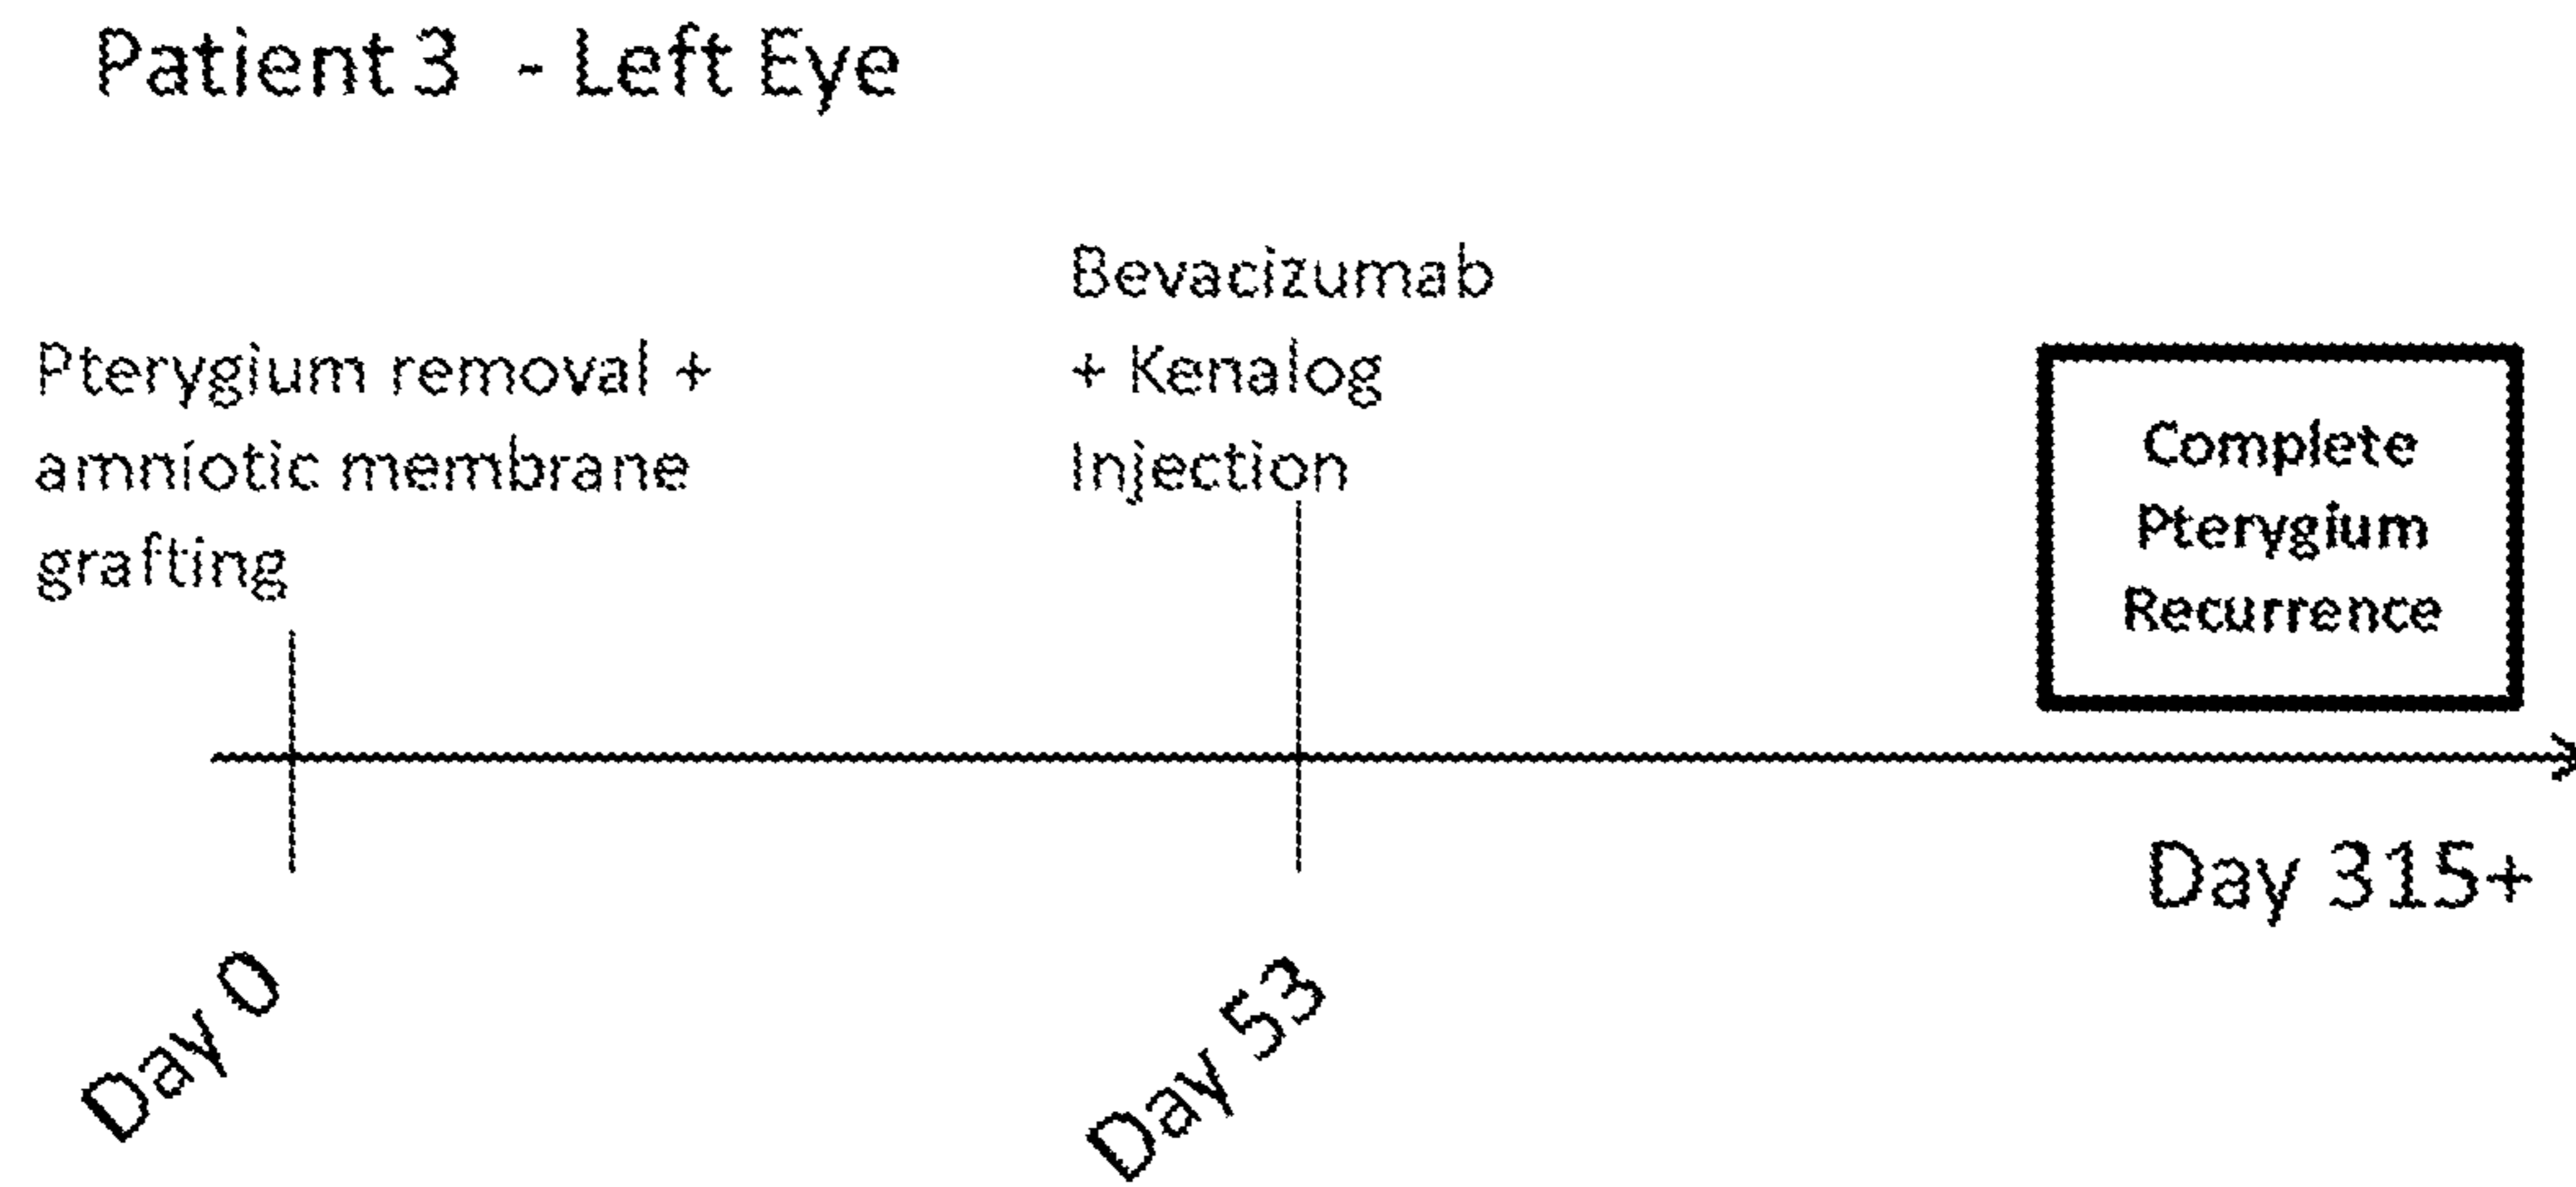 Patient 3 - Left Eye
Pterygium removal +
amniotic membrane
grafting
Bevacizumab
+ Kenalog
Injection
Complete
Pterygium
Recurrence
Day 0
Day 53
Day 315+